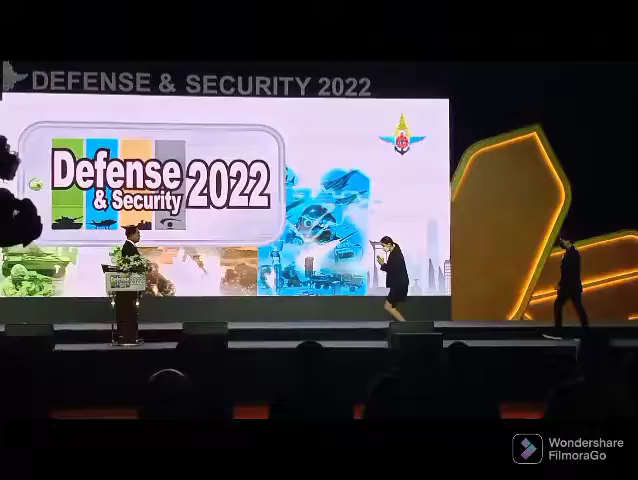 DEFENSE & SECURITY 2022
Defense
& Security
2022
Wondershare
FilmoraGo